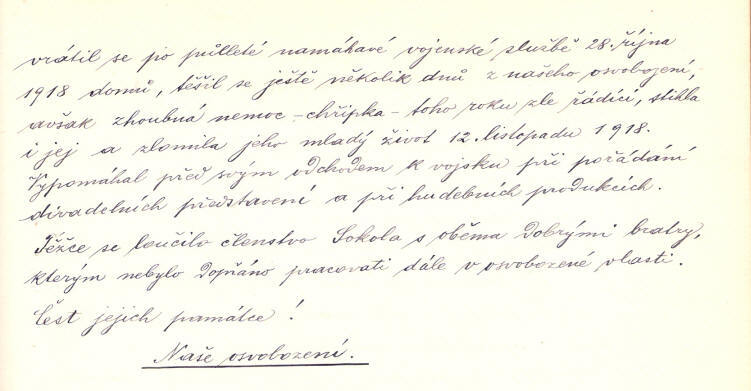 vrátil se po půlleté namáhavé vojenské službě 28. října
1918 domů, těšil se ještě několik dnů z našeho osvobození,
avšak zhoubná nemoc - chřipka - toho roku zle řádící, stihla
i jej a zlomila jeho mladý život 12. listopadu 1918.
Vypomáhal před svým odchodem k vojsku při pořádání
divadelních představení a při hudebních produkcích.
Těžce se loučilo členstvo Sokola s oběma dobrými bratry,
kterým nebylo dopřáno pracovati dále v osvobozené vlasti.
Čest jejich památce!
Naše osvobození.